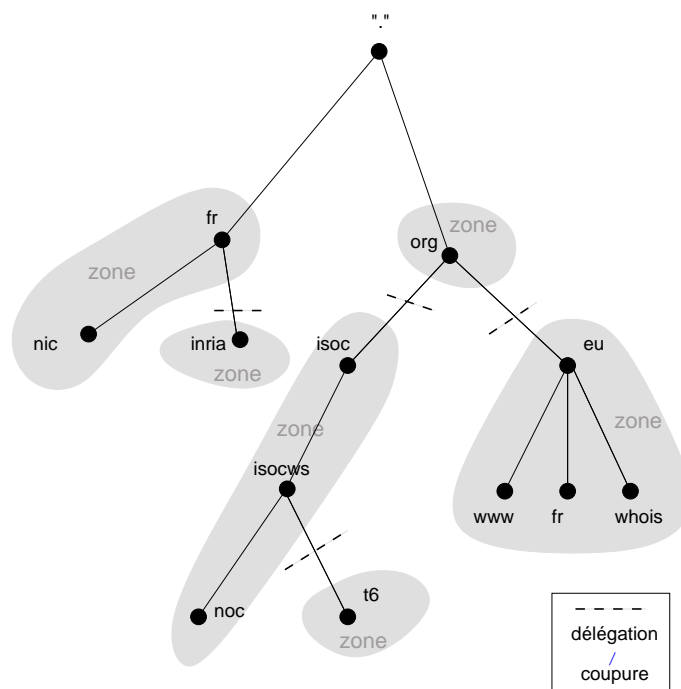 "."
fr
zone
org
zone
nic
inria
zone
isoc
eu
zone
zone
isocws
www
fr
whois
noc
t6
zone
délégation
/
coupure